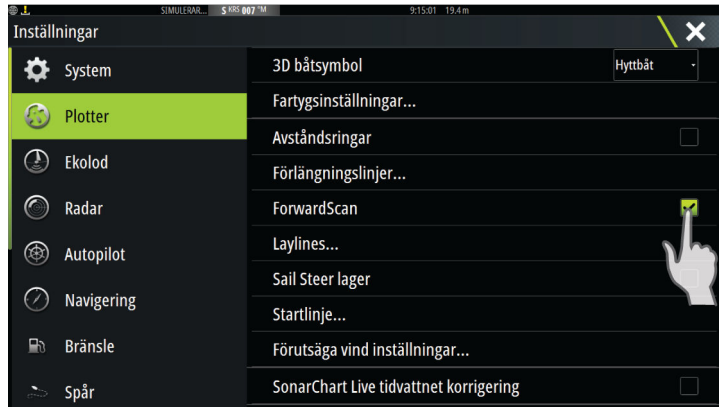 SIMULERAR... S KRS 007 °M 9:15:01 19.4 m
Inställningar
System
Plotter
Ekolod
Radar
Autopilot
Navigering
Bränsle
Spår
3D båtsymbol Hyttbåt
Fartygsinställningar...
Avståndsringar
Förlängningslinjer...
ForwardScan
Laylines...
Sail Steer lager
Startlinje...
Förutsäga vind inställningar...
SonarChart Live tidvattnet korrigering